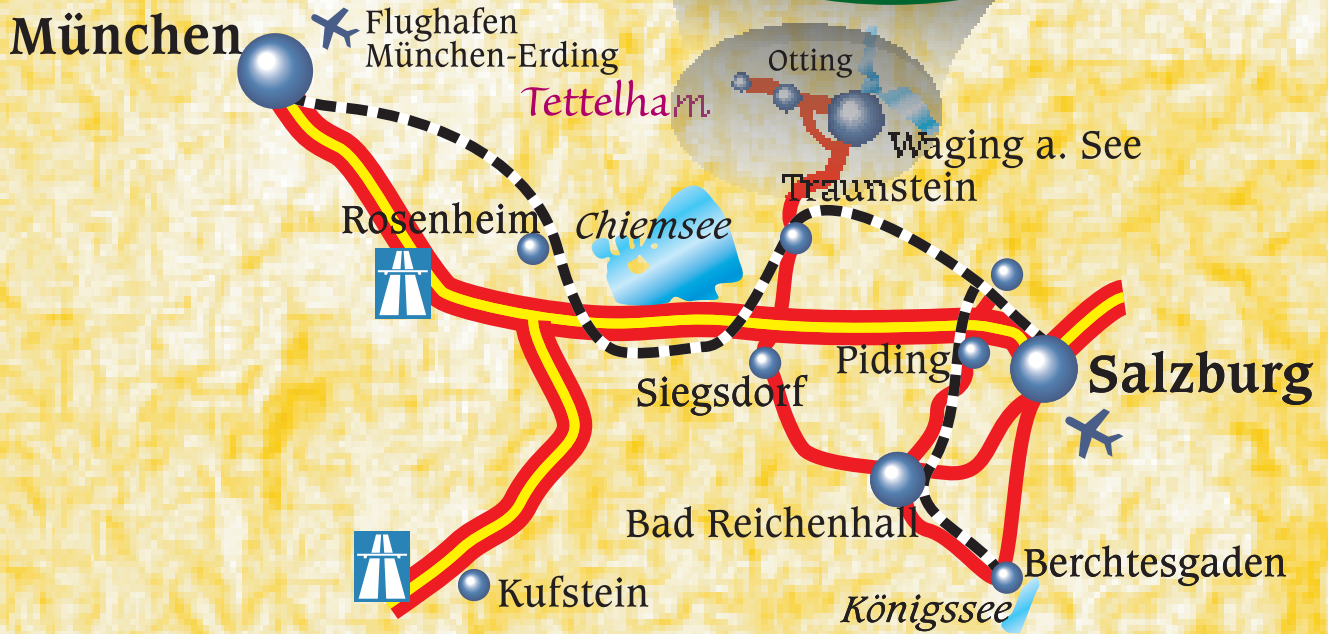 München
Flughafen
München-Erding
Otting
Tettelham
Waging a. See
Traunstein
Rosenheim
Chiemsee
Piding
Siegsdorf
Salzburg
Bad Reichenhall
Berchtesgaden
Kufstein
Königssee